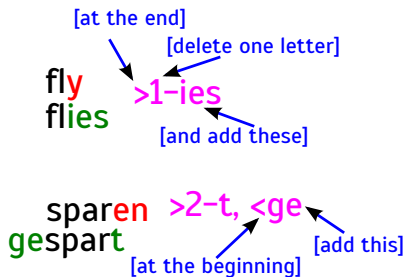 [at the end]
[delete one letter]
fly
>1-ies
flies
[and add these]
sparen >2-t, <ge
gespart
[at the beginning]
[add this]